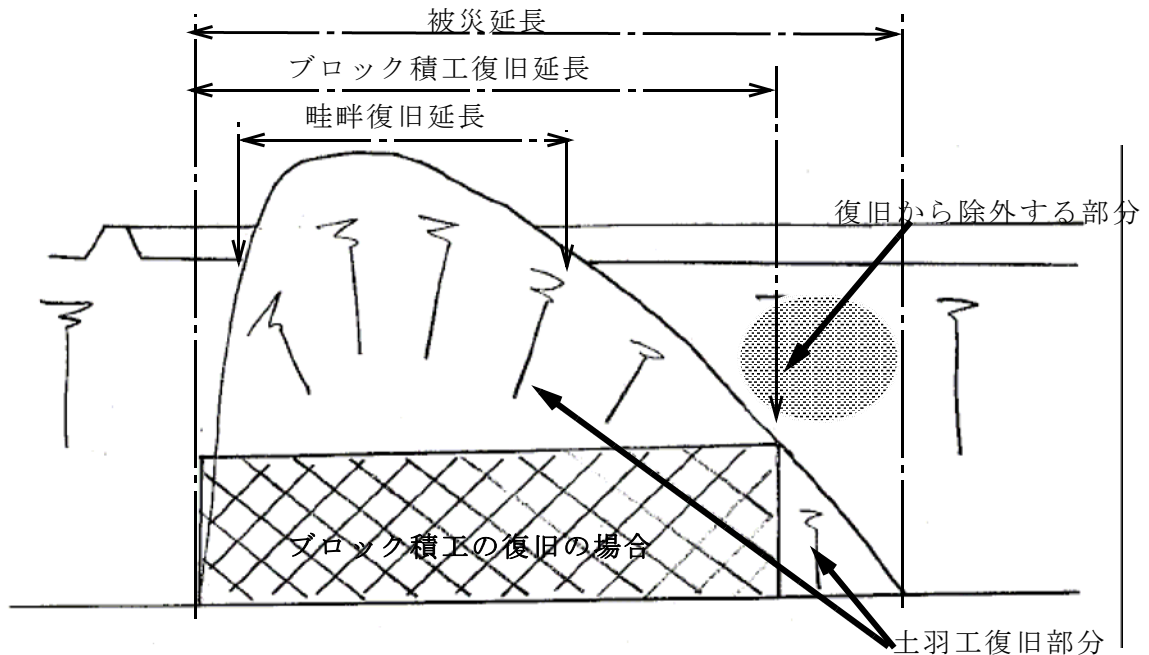 被災延長
ブロック積工復旧延長
畦畔復旧延長
復旧から除外する部分
ブロック積工の復旧の場合
土羽工復旧部分